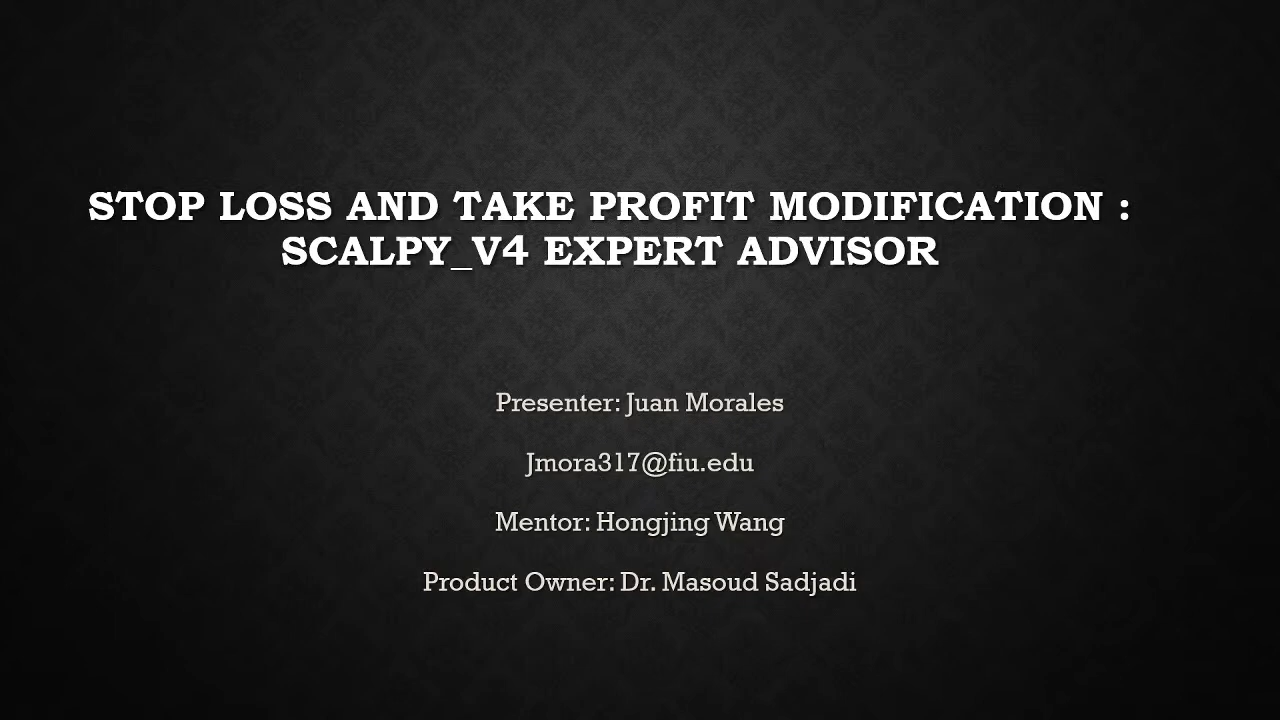 STOP LOSS AND TAKE PROFIT MODIFICATION :
SCALPY_V4 EXPERT ADVISOR
Presenter: Juan Morales
Jmora317@fiu.edu
Mentor: Hongjing Wang
Product Owner: Dr. Masoud Sadjadi